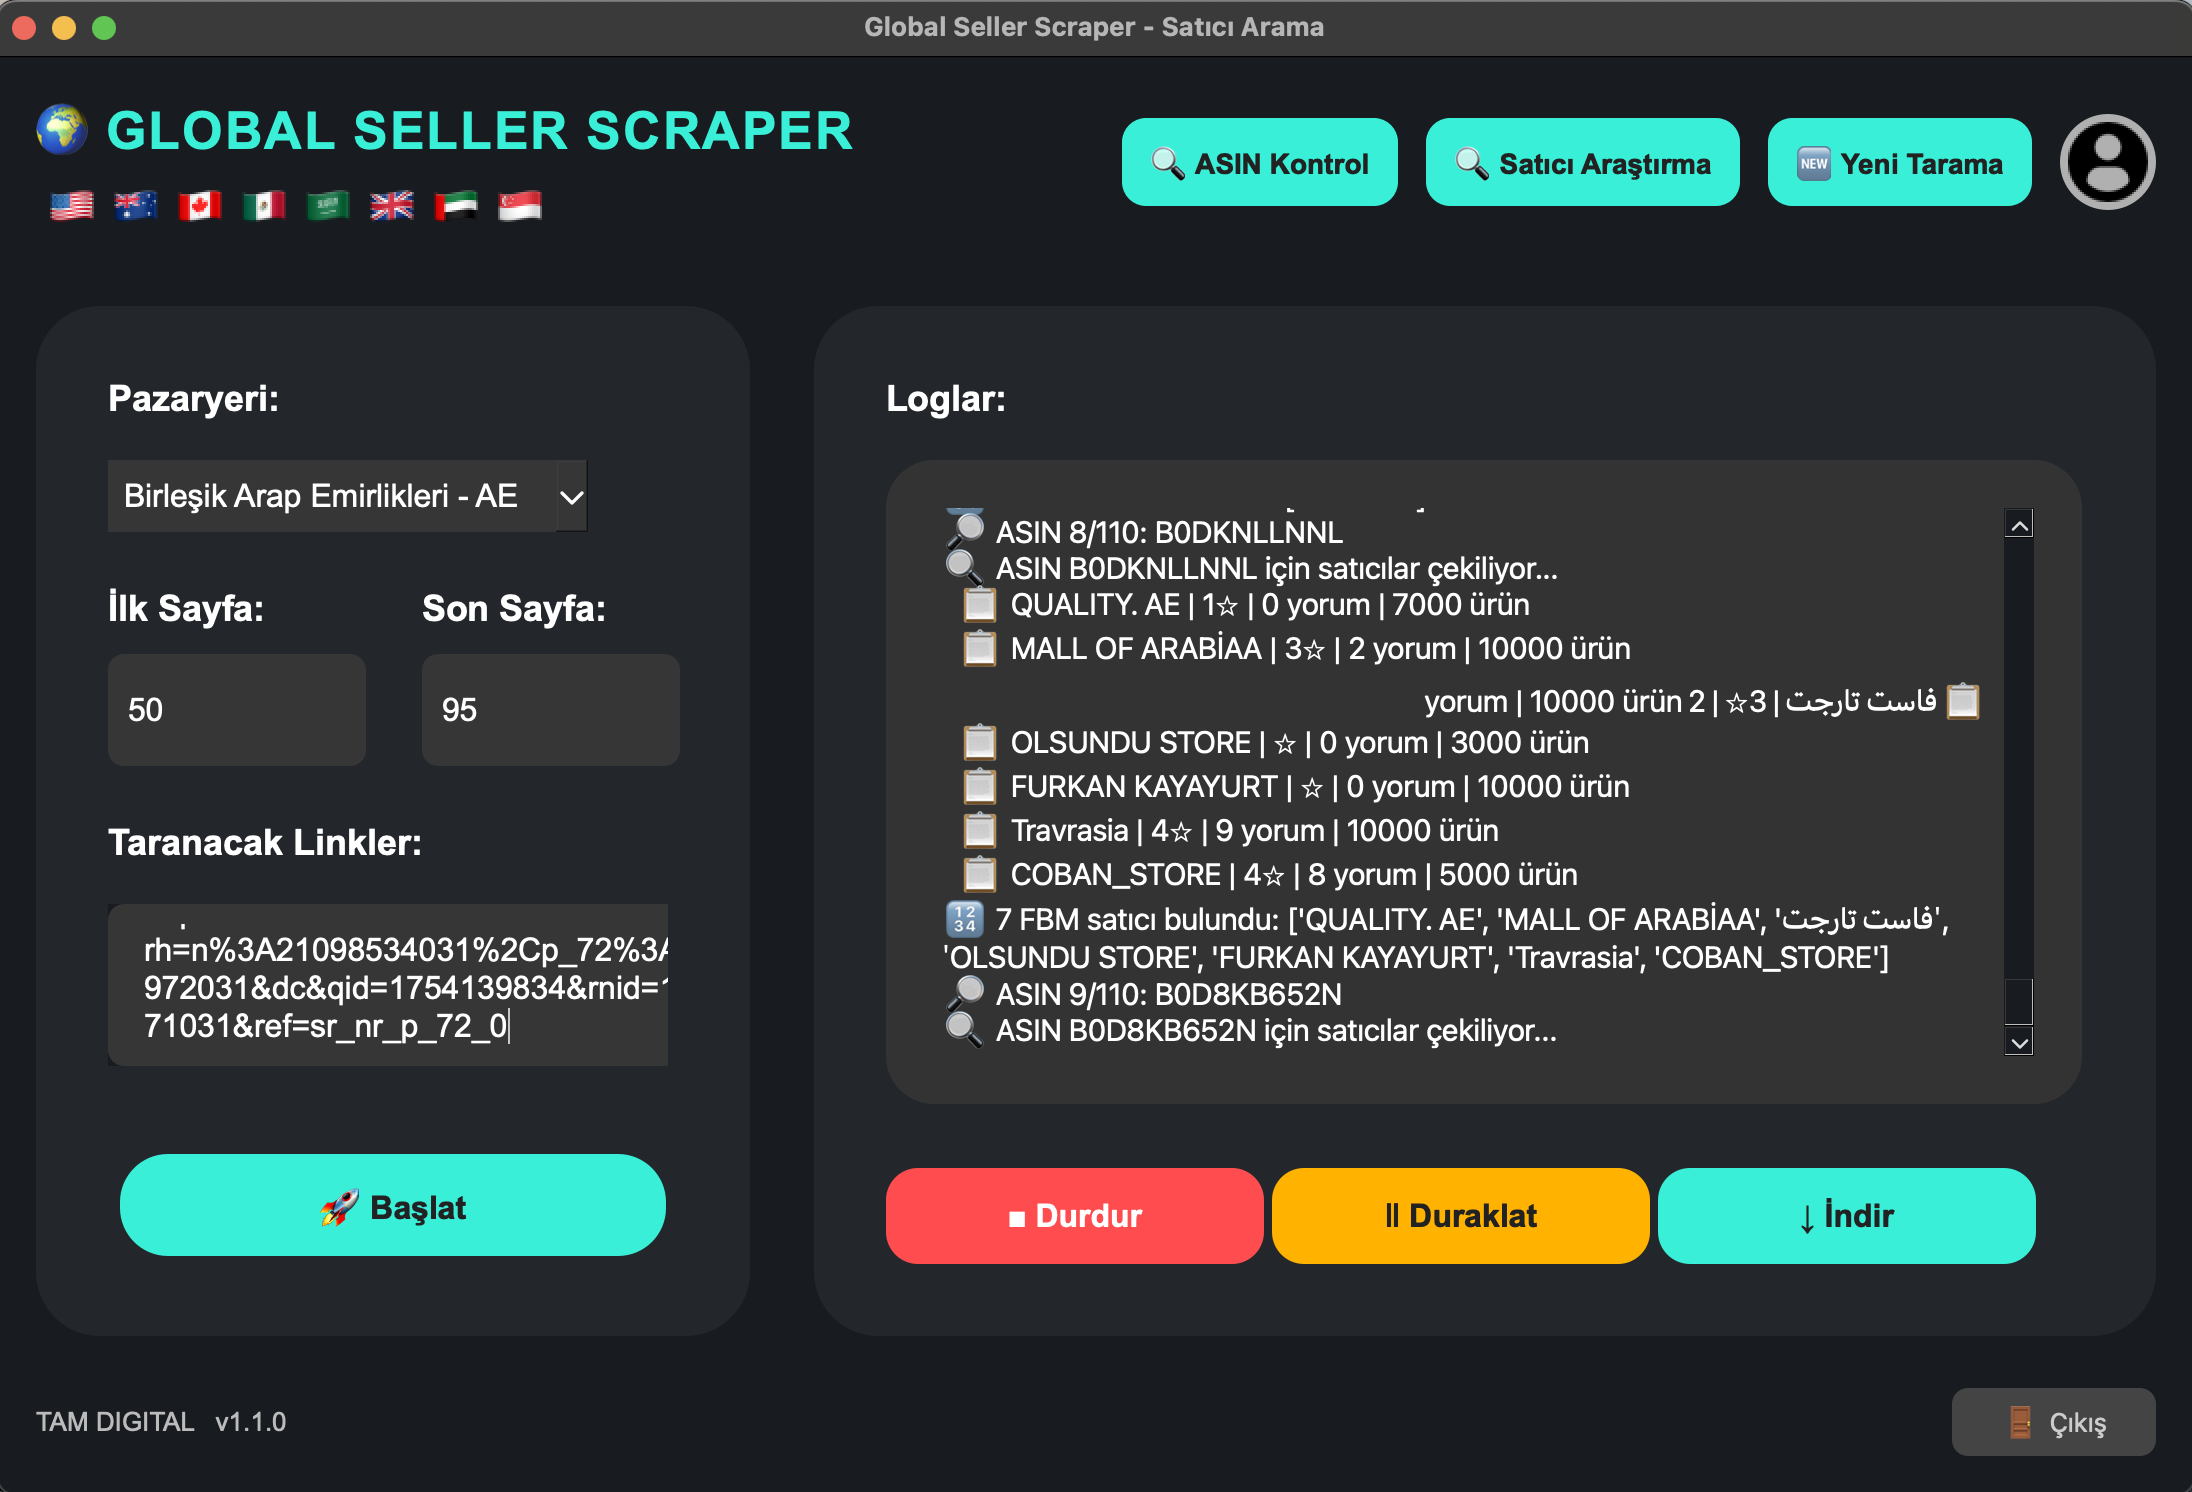 Global Seller Scraper - Satıcı Arama
GLOBAL SELLER SCRAPER
ASIN Kontrol
Satıcı Araştırma
NEW Yeni Tarama
Pazaryeri:
Birleşik Arap Emirlikleri - AE
İlk Sayfa:
Son Sayfa:
50
95
Taranacak Linkler:
rh=n%3A21098534031%2Cp_72%3A
972031&dc&qid=1754139834&rnid=1
71031&ref=sr_nr_p_72_0
🚀 Başlat
Loglar:
ASIN 8/110: B0DKNLLNNL
ASIN B0DKNLLNNL için satıcılar çekiliyor...
QUALITY. AE | 1☆ | 0 yorum | 7000 ürün
MALL OF ARABİAA | 3☆ | 2 yorum | 10000 ürün
فاست تارجت | 3☆ | 2 yorum | 10000 ürün
OLSUNDU STORE | ☆ | 0 yorum | 3000 ürün
FURKAN KAYAYURT | ☆ | 0 yorum | 10000 ürün
Travrasia | 4☆ | 9 yorum | 10000 ürün
COBAN_STORE | 4☆ | 8 yorum | 5000 ürün
🔢 7 FBM satıcı bulundu: ['QUALITY. AE', 'MALL OF ARABİAA', 'فاست تارجت',
'OLSUNDU STORE', 'FURKAN KAYAYURT', 'Travrasia', 'COBAN_STORE']
ASIN 9/110: B0D8KB652N
ASIN B0D8KB652N için satıcılar çekiliyor...
■ Durdur
‖ Duraklat
↓ İndir
TAM DIGITAL v1.1.0
Çıkış